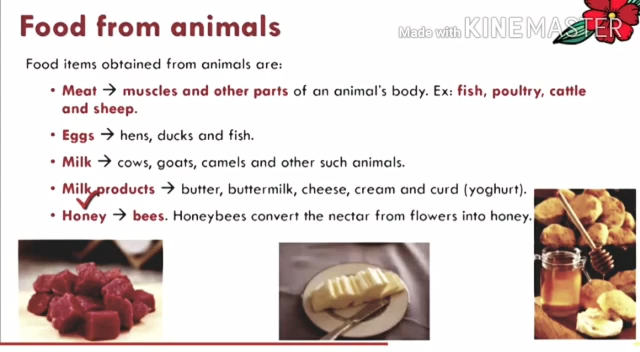 Food from animals
Made with KINEMASTER
Food items obtained from animals are:
• Meat → muscles and other parts of an animal's body. Ex: fish, poultry, cattle
and sheep.
• Eggs → hens, ducks and fish.
• Milk → cows, goats, camels and other such animals.
• Milk products → butter, buttermilk, cheese, cream and curd (yoghurt).
• Honey → bees. Honeybees convert the nectar from flowers into honey.